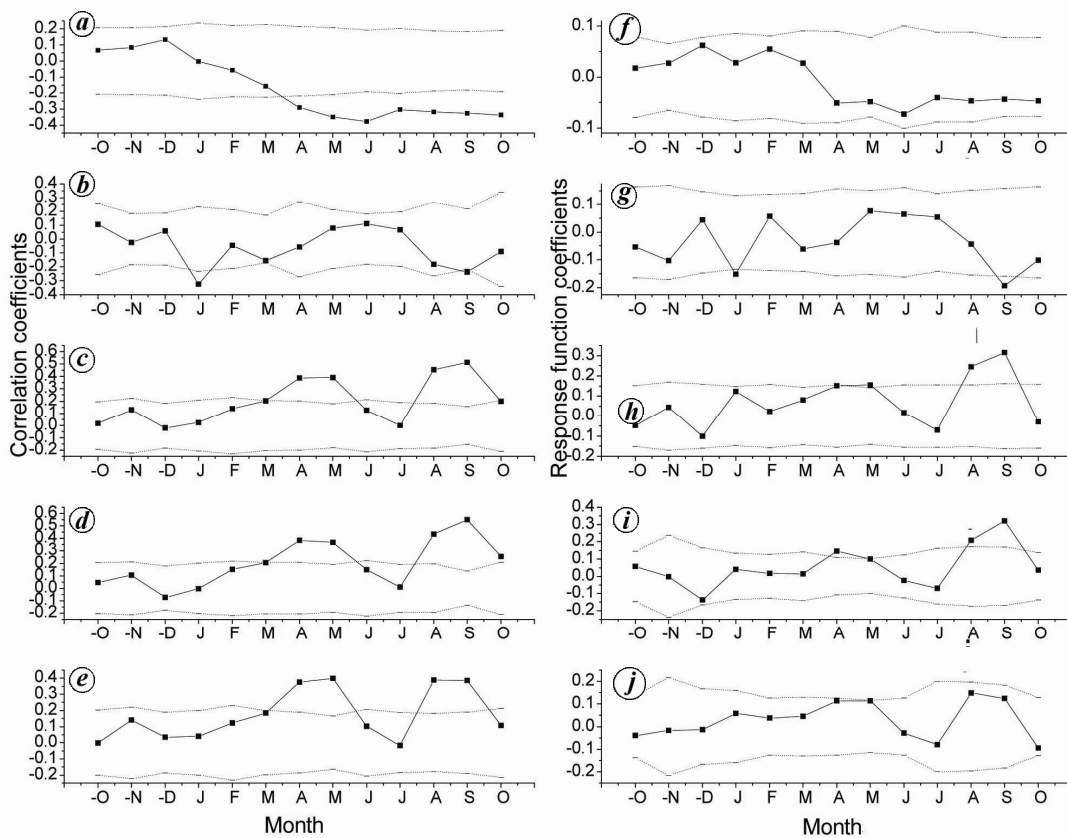 a
0.2
0.1
0.0
-0.1
-0.2
-0.3
-0.4
-O -N -D J F M A M J J A S O
b
0.4
0.3
0.2
0.1
0.0
-0.1
-0.2
-0.3
-0.4
-O -N -D J F M A M J J A S O
c
0.6
0.5
0.4
0.3
0.2
0.1
0.0
-0.1
-0.2
-O -N -D J F M A M J J A S O
d
0.6
0.5
0.4
0.3
0.2
0.1
0.0
-0.1
-0.2
-O -N -D J F M A M J J A S O
e
0.4
0.3
0.2
0.1
0.0
-0.1
-0.2
-O -N -D J F M A M J J A S O
Correlation coefficients
Month
f
0.1
0.0
-0.1
-O -N -D J F M A M J J A S O
g
0.1
0.0
-0.1
-0.2
-O -N -D J F M A M J J A S O
h
0.3
0.2
0.1
0.0
-0.1
-0.2
-O -N -D J F M A M J J A S O
i
0.4
0.3
0.2
0.1
0.0
-0.1
-0.2
-O -N -D J F M A M J J A S O
j
0.2
0.1
0.0
-0.1
-0.2
-O -N -D J F M A M J J A S O
Response function coefficients
Month